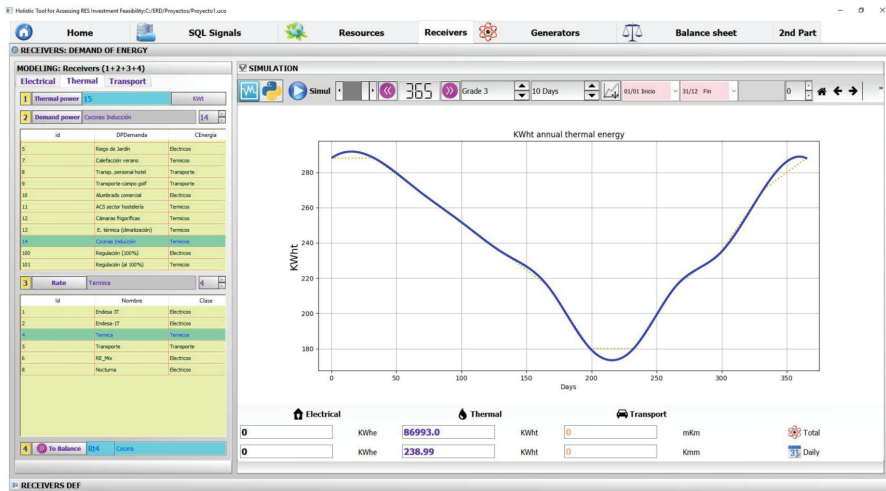 Holistic Tool for Assessing RES Investment Feasibility:C:/ERD/Proyectos/Proyecto1.uco
Home SQL Signals Resources Receivers Generators Balance sheet 2nd Part
RECEIVERS: DEMAND OF ENERGY
MODELING: Receivers (1+2+3+4)
Electrical Thermal Transport
1 Thermal power 15 KWt
2 Demand power Cocinas Inducción 14
id DPDemanda CEnergia
5 Riego de Jardín Electricos
7 Calefacción verano Termicos
8 Transp. personal hotel Transporte
9 Transporte campo golf Transporte
10 Alumbrado comercial Electricos
11 ACS sector hostelería Termicos
12 Cámaras frigoríficas Termicos
13 E. térmica (climatización) Termicos
14 Cocinas Inducción Termicos
100 Regulación (100%) Electricos
101 Regulación (al 100%) Termicos
3 Rate Termica 4
Id Nombre Clase
1 Endesa 3T Electricos
2 Endesa-1T Electricos
4 Termica Termicos
5 Transporte Transporte
6 RE_Mix Electricos
8 Nocturna Electricos
4 To Balance Rt4 Cocina
SIMULATION
Simul 365 Grade 3 10 Days 01/01 Inicio 31/12 Fin 0
KWht annual thermal energy
KWht
280
260
240
220
200
180
0 50 100 150 200 250 300 350
Days
Electrical Thermal Transport
0 KWhe 86993.0 KWht 0 mKm Total
0 KWhe 238.99 KWht 0 Kmm 31 Daily
RECEIVERS DEF